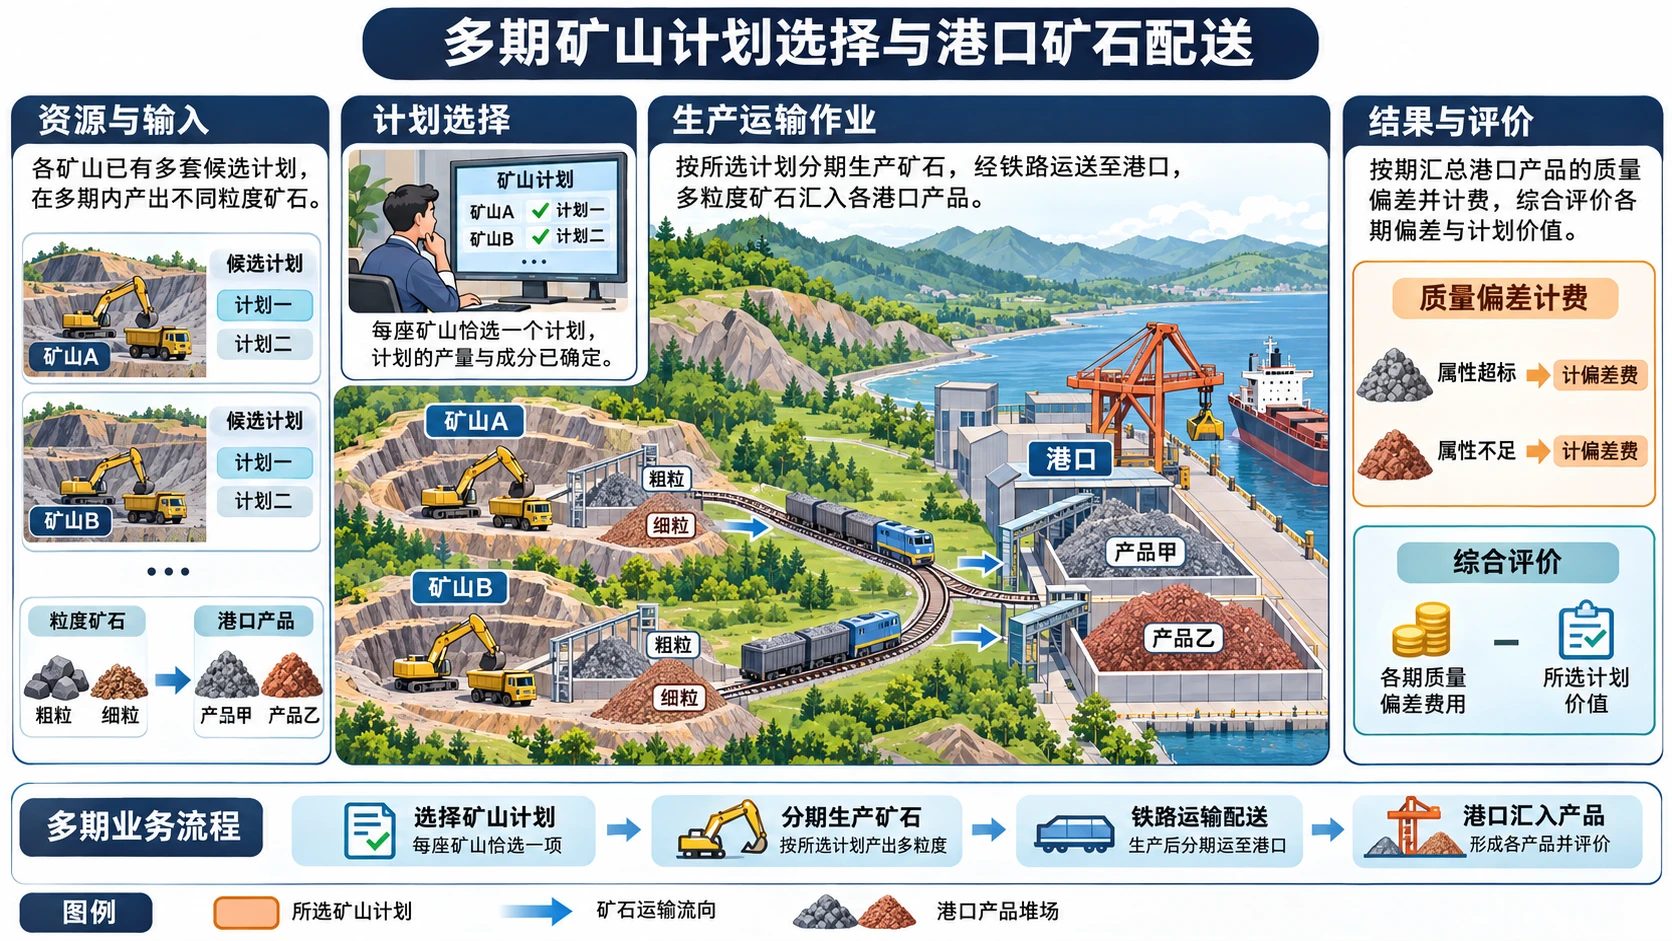 多期矿山计划选择与港口矿石配送
资源与输入
各矿山已有多套候选计划，
在多期内产出不同粒度矿石。
候选计划
计划一
计划二
矿山A
候选计划
计划一
计划二
矿山B
•••
粒度矿石
港口产品
粗粒
细粒
产品甲
产品乙
计划选择
矿山计划
矿山A ✓ 计划一
矿山B ✓ 计划二
•••
每座矿山恰选一个计划，
计划的产量与成分已确定。
生产运输作业
按所选计划分期生产矿石，经铁路运送至港口，
多粒度矿石汇入各港口产品。
矿山A
粗粒
细粒
矿山B
粗粒
细粒
港口
产品甲
产品乙
结果与评价
按期汇总港口产品的质量
偏差并计费，综合评价各
期偏差与计划价值。
质量偏差计费
属性超标
计偏差费
属性不足
计偏差费
综合评价
各期质量
偏差费用
—
所选计划
价值
多期业务流程
选择矿山计划
每座矿山恰选一项
分期生产矿石
按所选计划产出多粒度
铁路运输配送
生产后分期运至港口
港口汇入产品
形成各产品并评价
图例
所选矿山计划
矿石运输流向
港口产品堆场